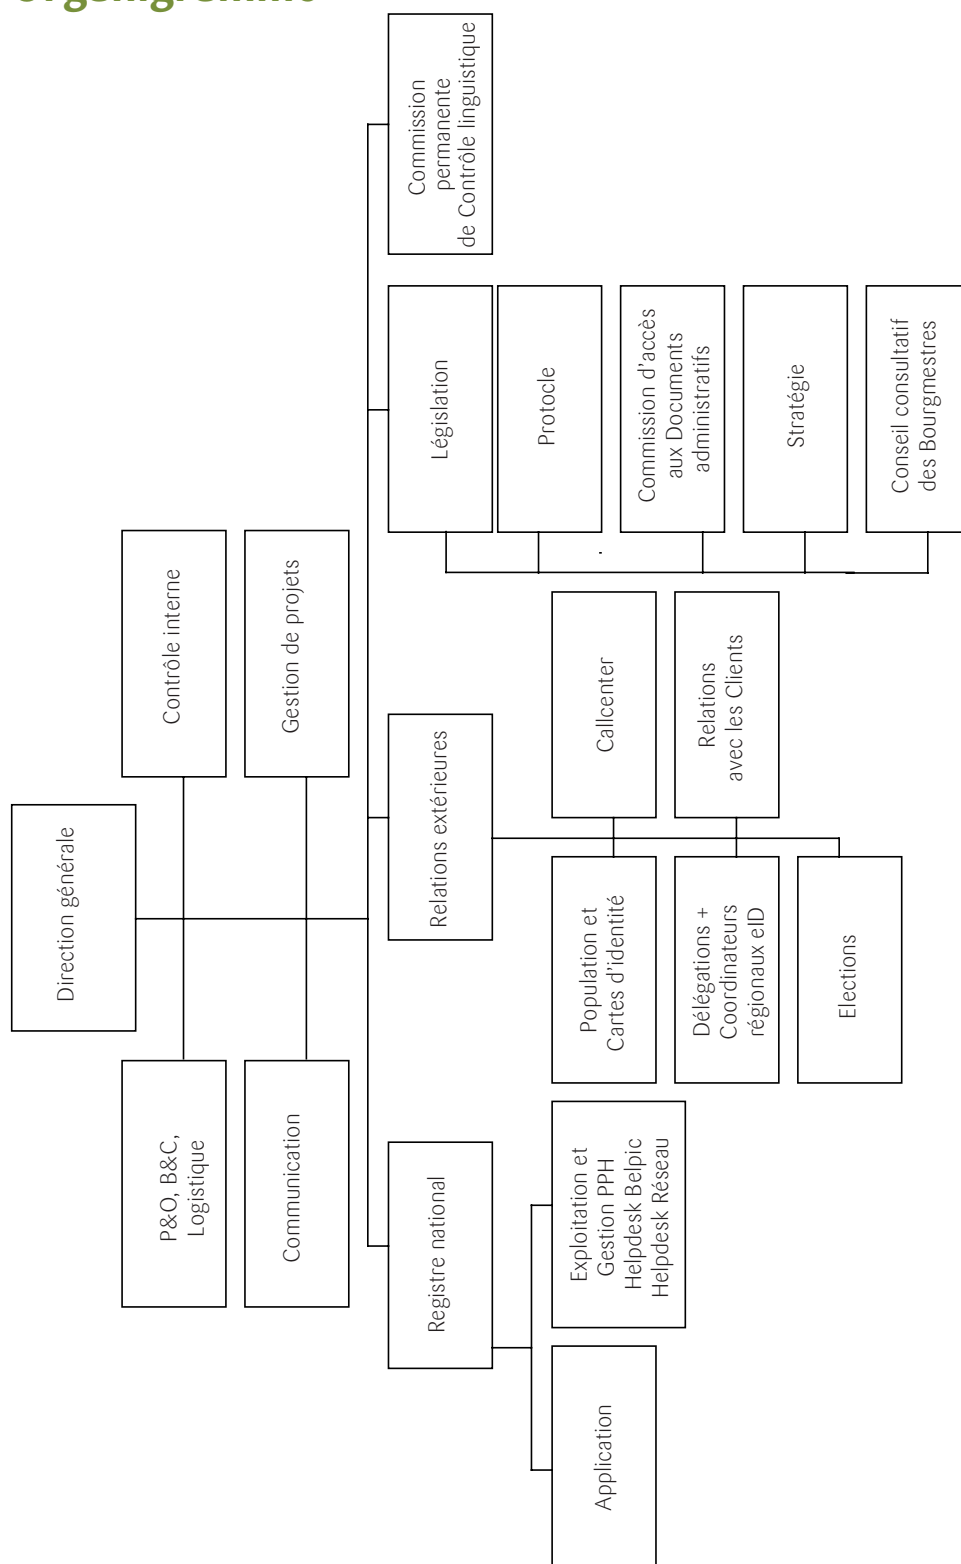 Direction générale
P&O, B&C,
Logistique
Contrôle interne
Communication
Gestion de projets
Registre national
Relations extérieures
Législation
Commission
permanente
de Contrôle linguistique
Application
Exploitation et
Gestion PPH
Helpdesk Belpic
Helpdesk Réseau
Population et
Cartes d'identité
Callcenter
Délégations +
Coordinateurs
régionaux eID
Relations
avec les Clients
Elections
Protocle
Commission d'accès
aux Documents
administratifs
Stratégie
Conseil consultatif
des Bourgmestres